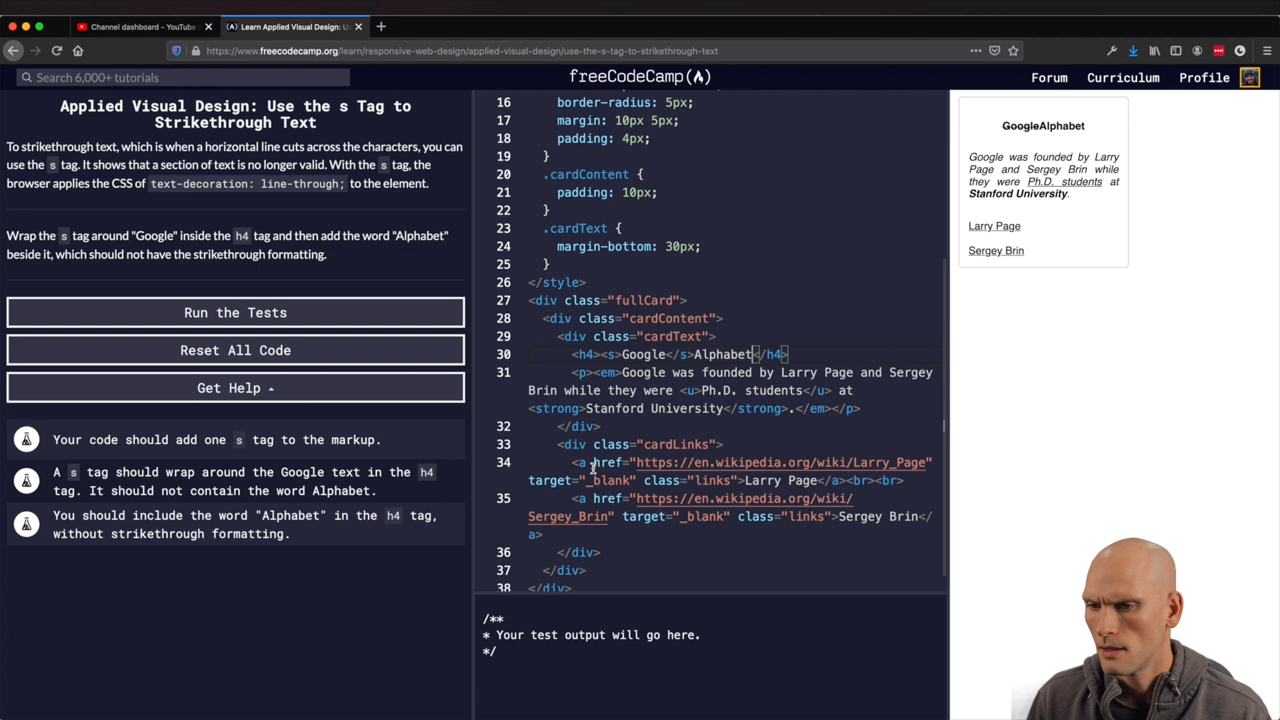 Channel dashboard - YouTube
Learn Applied Visual Design: Us
https://www.freecodecamp.org/learn/responsive-web-design/applied-visual-design/use-the-s-tag-to-strikethrough-text
Search 6,000+ tutorials
freeCodeCamp
Forum
Curriculum
Profile
Applied Visual Design: Use the s Tag to
Strikethrough Text
To strikethrough text, which is when a horizontal line cuts across the characters, you can
use the s tag. It shows that a section of text is no longer valid. With the s tag, the
browser applies the CSS of text-decoration: line-through; to the element.
Wrap the s tag around "Google" inside the h4 tag and then add the word "Alphabet"
beside it, which should not have the strikethrough formatting.
Run the Tests
Reset All Code
Get Help
Your code should add one s tag to the markup.
A s tag should wrap around the Google text in the h4
tag. It should not contain the word Alphabet.
You should include the word "Alphabet" in the h4 tag,
without strikethrough formatting.
16 border-radius: 5px;
17 margin: 10px 5px;
18 padding: 4px;
19 }
20 .cardContent {
21 padding: 10px;
22 }
23 .cardText {
24 margin-bottom: 30px;
25 }
26 </style>
27 <div class="fullCard">
28 <div class="cardContent">
29 <div class="cardText">
30 <h4><s>Google</s>Alphabet</h4>
31 <p><em>Google was founded by Larry Page and Sergey
Brin while they were <u>Ph.D. students</u> at
<strong>Stanford University</strong>.</em></p>
32 </div>
33 <div class="cardLinks">
34 <a href="https://en.wikipedia.org/wiki/Larry_Page"
target="_blank" class="links">Larry Page</a><br><br>
35 <a href="https://en.wikipedia.org/wiki/
Sergey_Brin" target="_blank" class="links">Sergey Brin</
a>
36 </div>
37 </div>
38 </div>
/**
* Your test output will go here.
*/
GoogleAlphabet
Google was founded by Larry
Page and Sergey Brin while
they were Ph.D. students at
Stanford University.
Larry Page
Sergey Brin